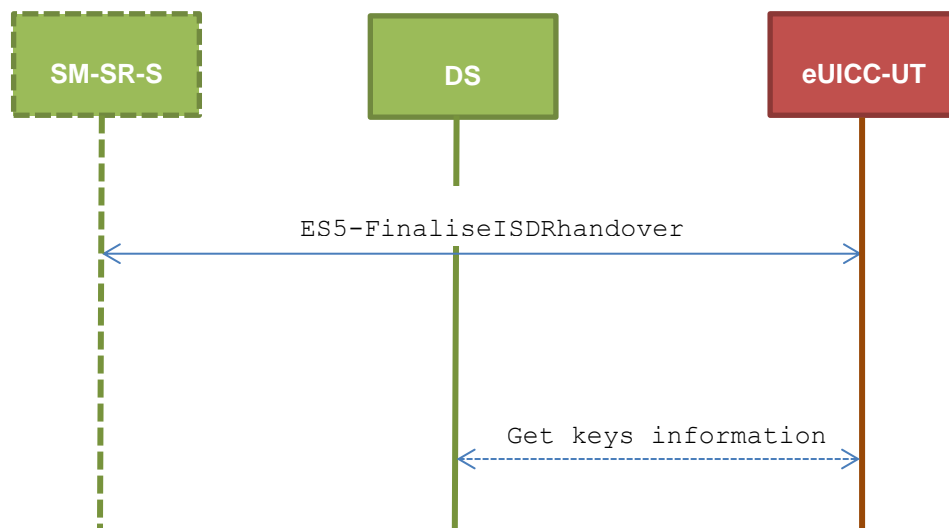 SM-SR-S
DS
eUICC-UT
ES5-FinaliseISDRhandover
Get keys information